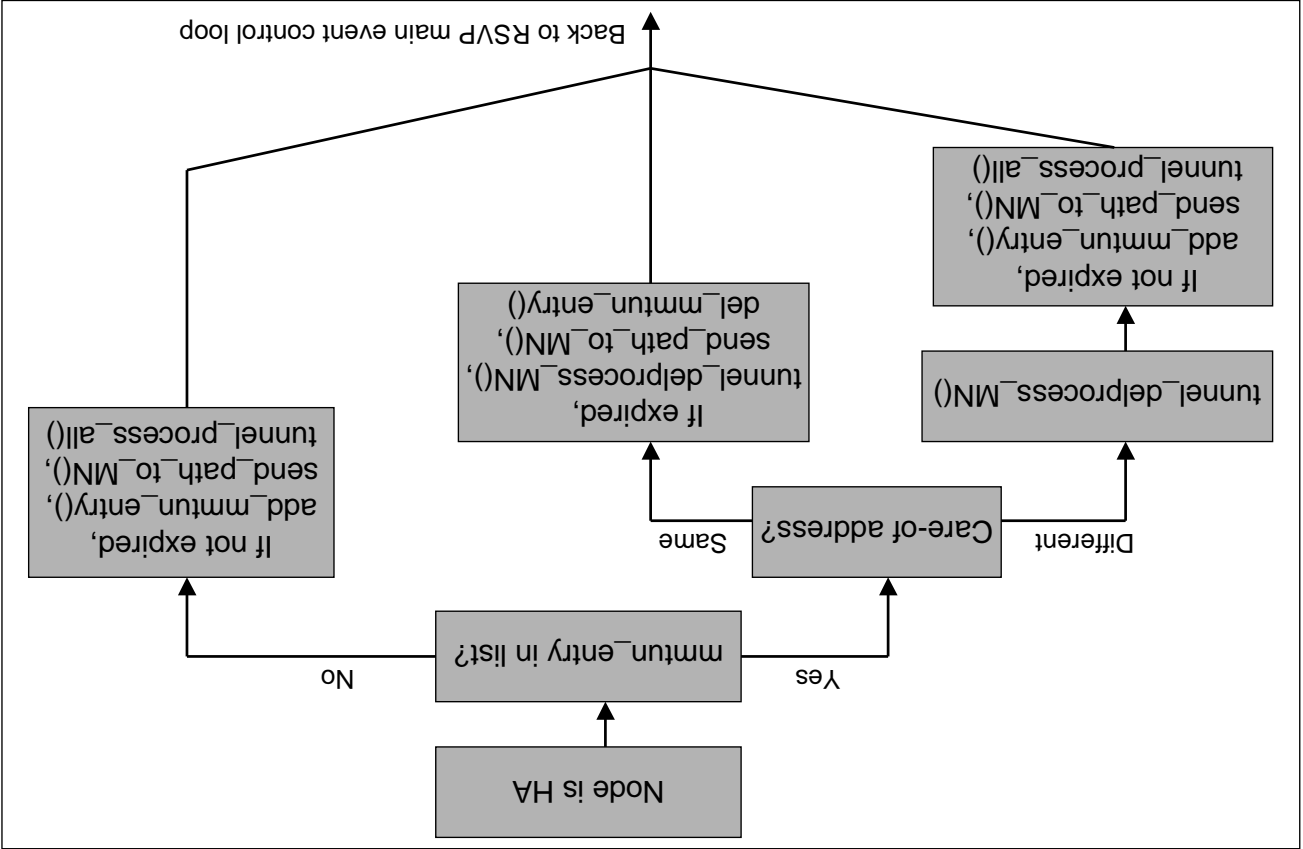 Node is HA
mmtun_entry in list?
Yes
No
Care-of address?
Different
Same
tunnel_delprocess_MN()
If not expired,
add_mmtun_entry(),
send_path_to_MN(),
tunnel_process_all()
If expired,
tunnel_delprocess_MN(),
send_path_to_MN(),
del_mmtun_entry()
If not expired,
add_mmtun_entry(),
send_path_to_MN(),
tunnel_process_all()
Back to RSVP main event control loop